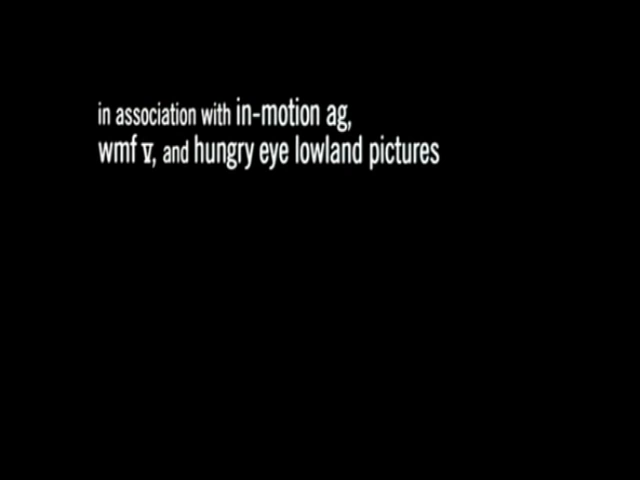 in association with in-motion ag,
wmf V, and hungry eye lowland pictures